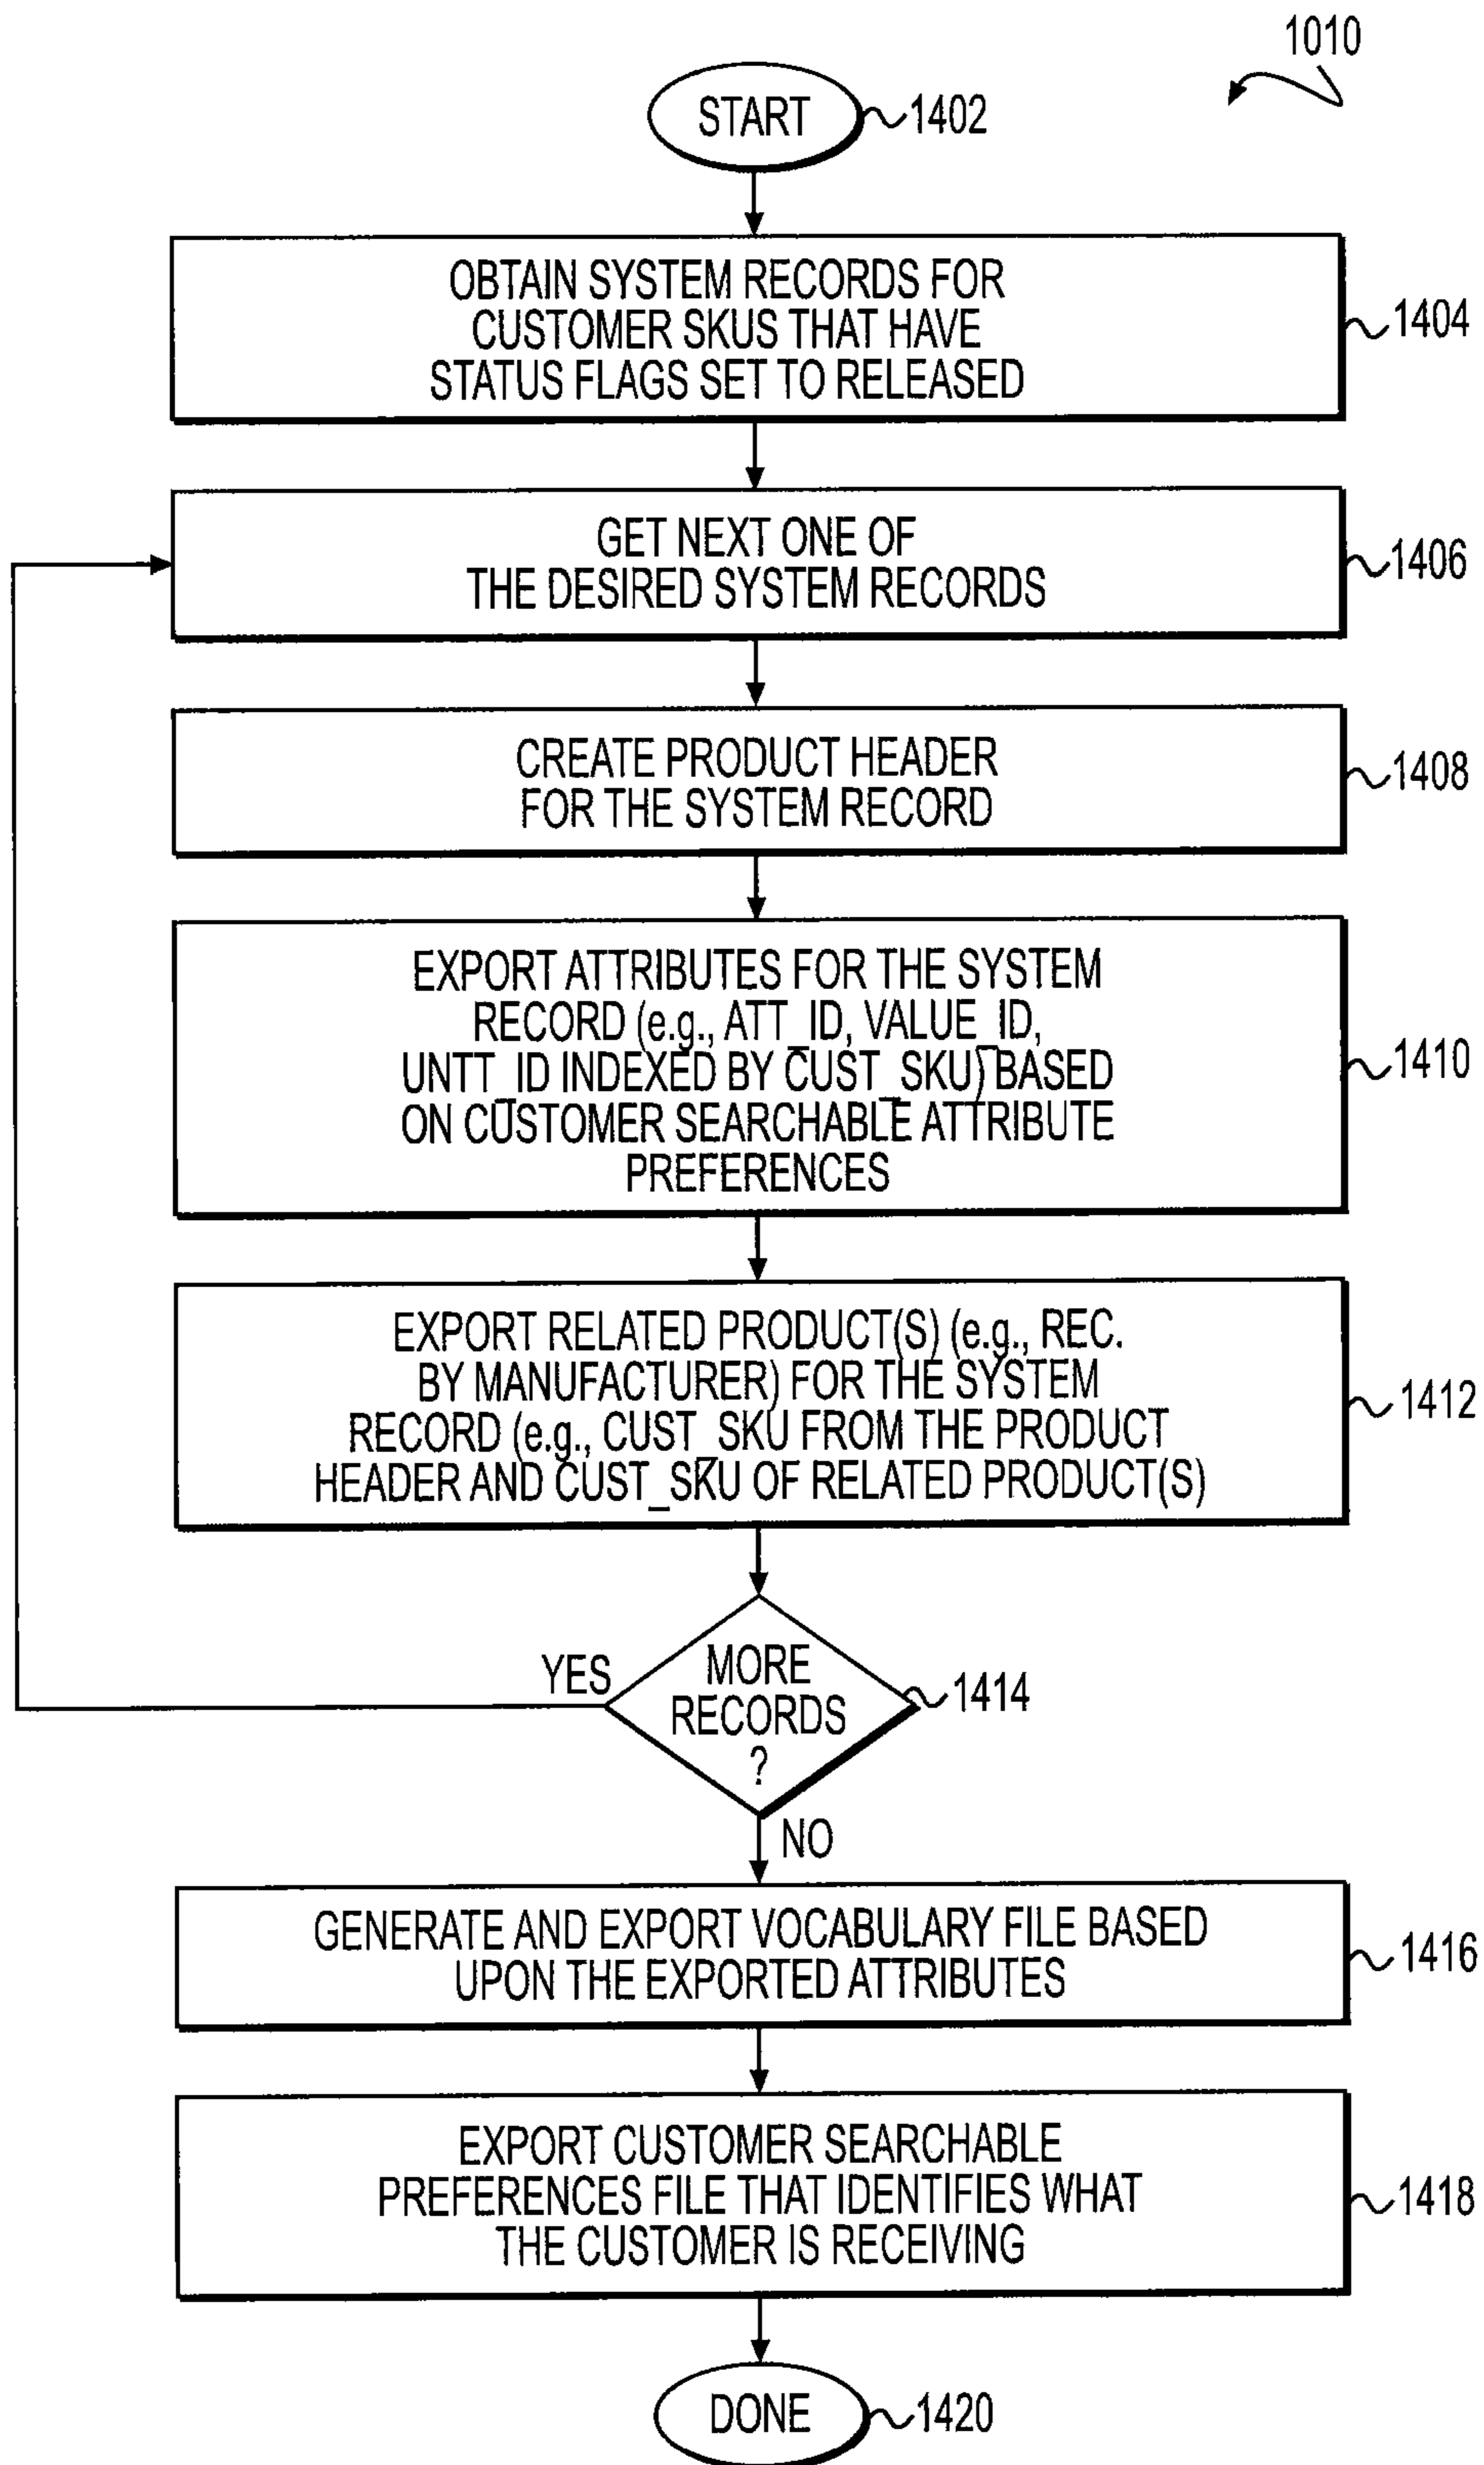 1010
START
1402
OBTAIN SYSTEM RECORDS FOR
CUSTOMER SKUS THAT HAVE
STATUS FLAGS SET TO RELEASED
1404
GET NEXT ONE OF
THE DESIRED SYSTEM RECORDS
1406
CREATE PRODUCT HEADER
FOR THE SYSTEM RECORD
1408
EXPORT ATTRIBUTES FOR THE SYSTEM
RECORD (e.g., ATT_ID, VALUE_ID,
UNTT_ID INDEXED BY CUST_SKU) BASED
ON CUSTOMER SEARCHABLE ATTRIBUTE
PREFERENCES
1410
EXPORT RELATED PRODUCT(S) (e.g., REC.
BY MANUFACTURER) FOR THE SYSTEM
RECORD (e.g., CUST_SKU FROM THE PRODUCT
HEADER AND CUST_SKU OF RELATED PRODUCT(S)
1412
YES
MORE
RECORDS
?
1414
NO
GENERATE AND EXPORT VOCABULARY FILE BASED
UPON THE EXPORTED ATTRIBUTES
1416
EXPORT CUSTOMER SEARCHABLE
PREFERENCES FILE THAT IDENTIFIES WHAT
THE CUSTOMER IS RECEIVING
1418
DONE
1420